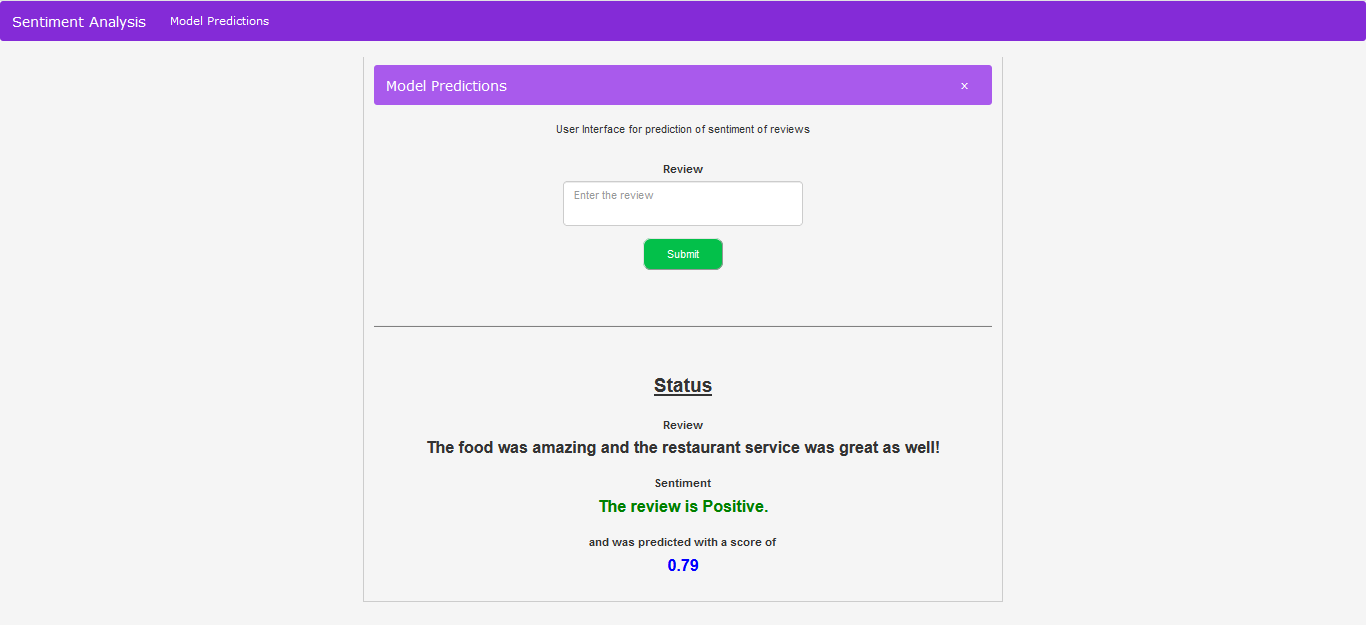 Sentiment Analysis Model Predictions
Model Predictions x
User Interface for prediction of sentiment of reviews
Review
Enter the review
Submit
Status
Review
The food was amazing and the restaurant service was great as well!
Sentiment
The review is Positive.
and was predicted with a score of
0.79